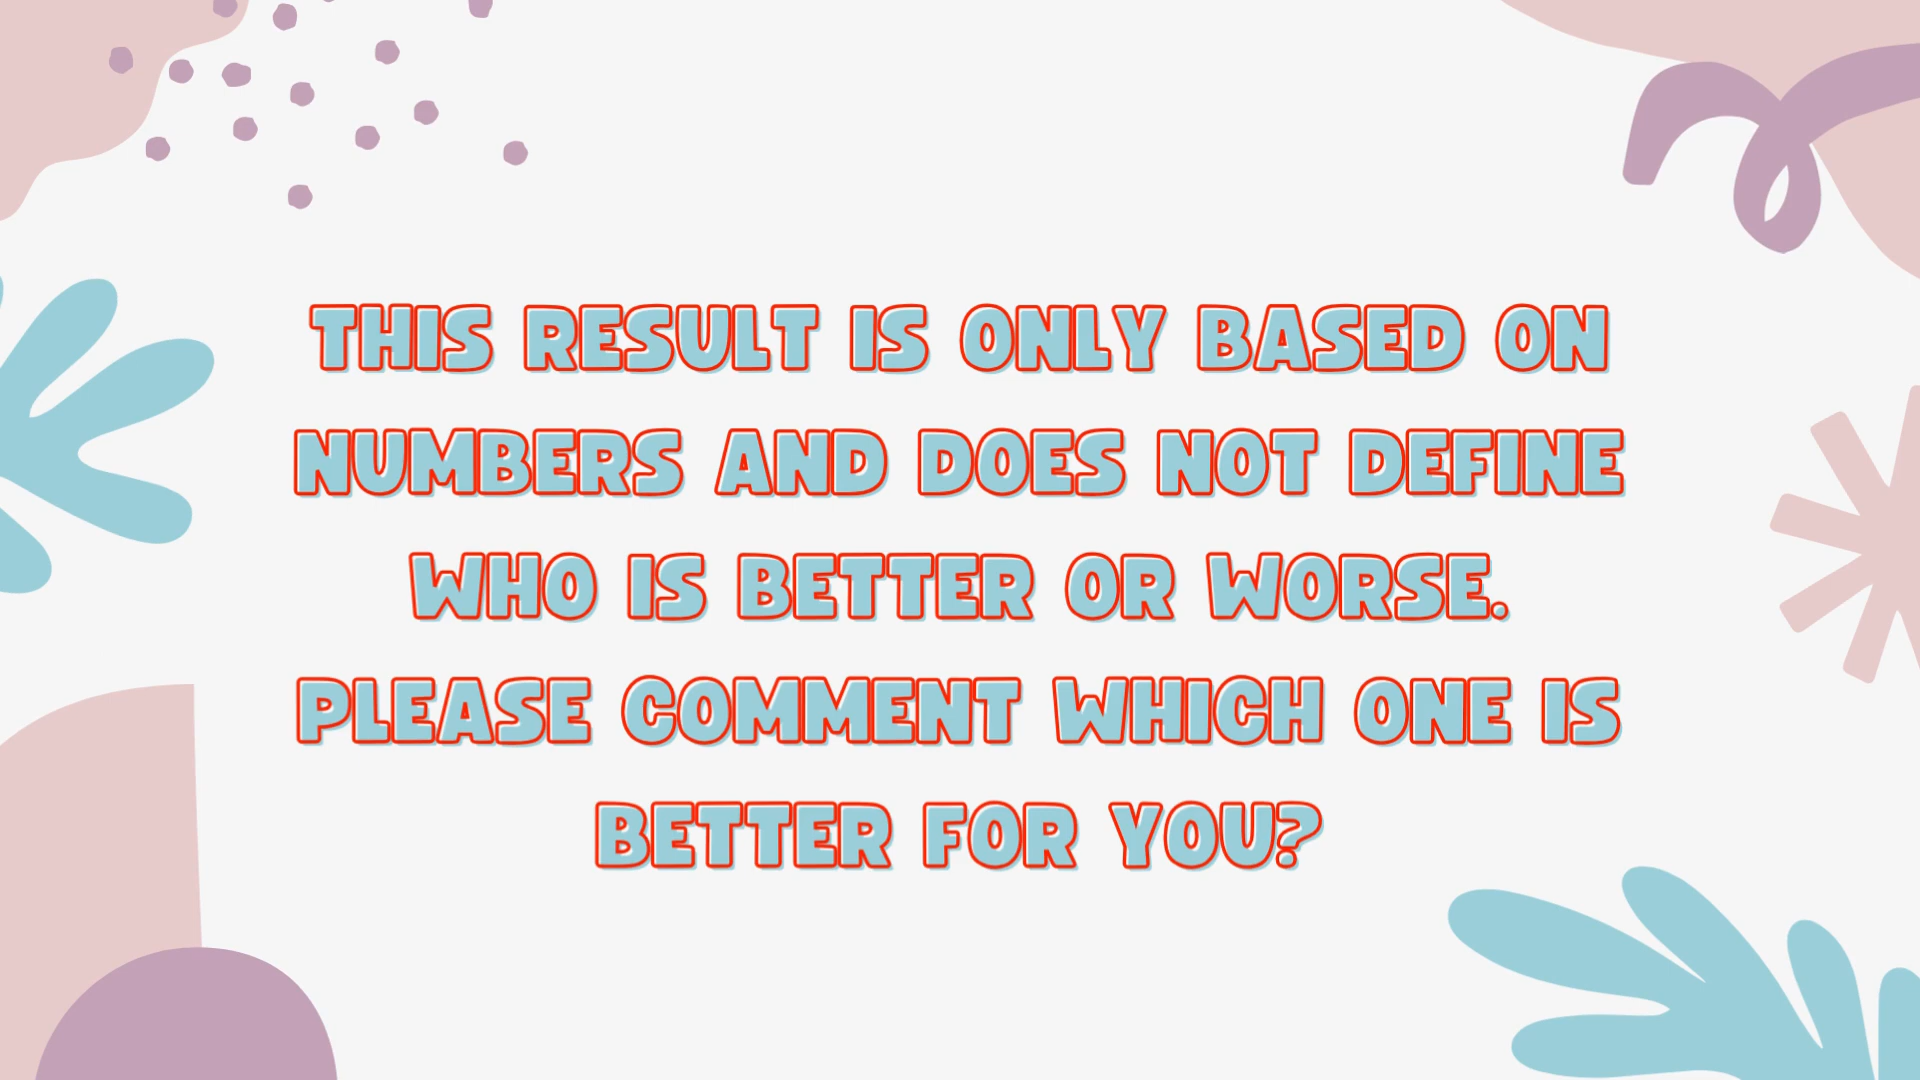 THIS RESULT IS ONLY BASED ON
NUMBERS AND DOES NOT DEFINE
WHO IS BETTER OR WORSE.
PLEASE COMMENT WHICH ONE IS
BETTER FOR YOU?